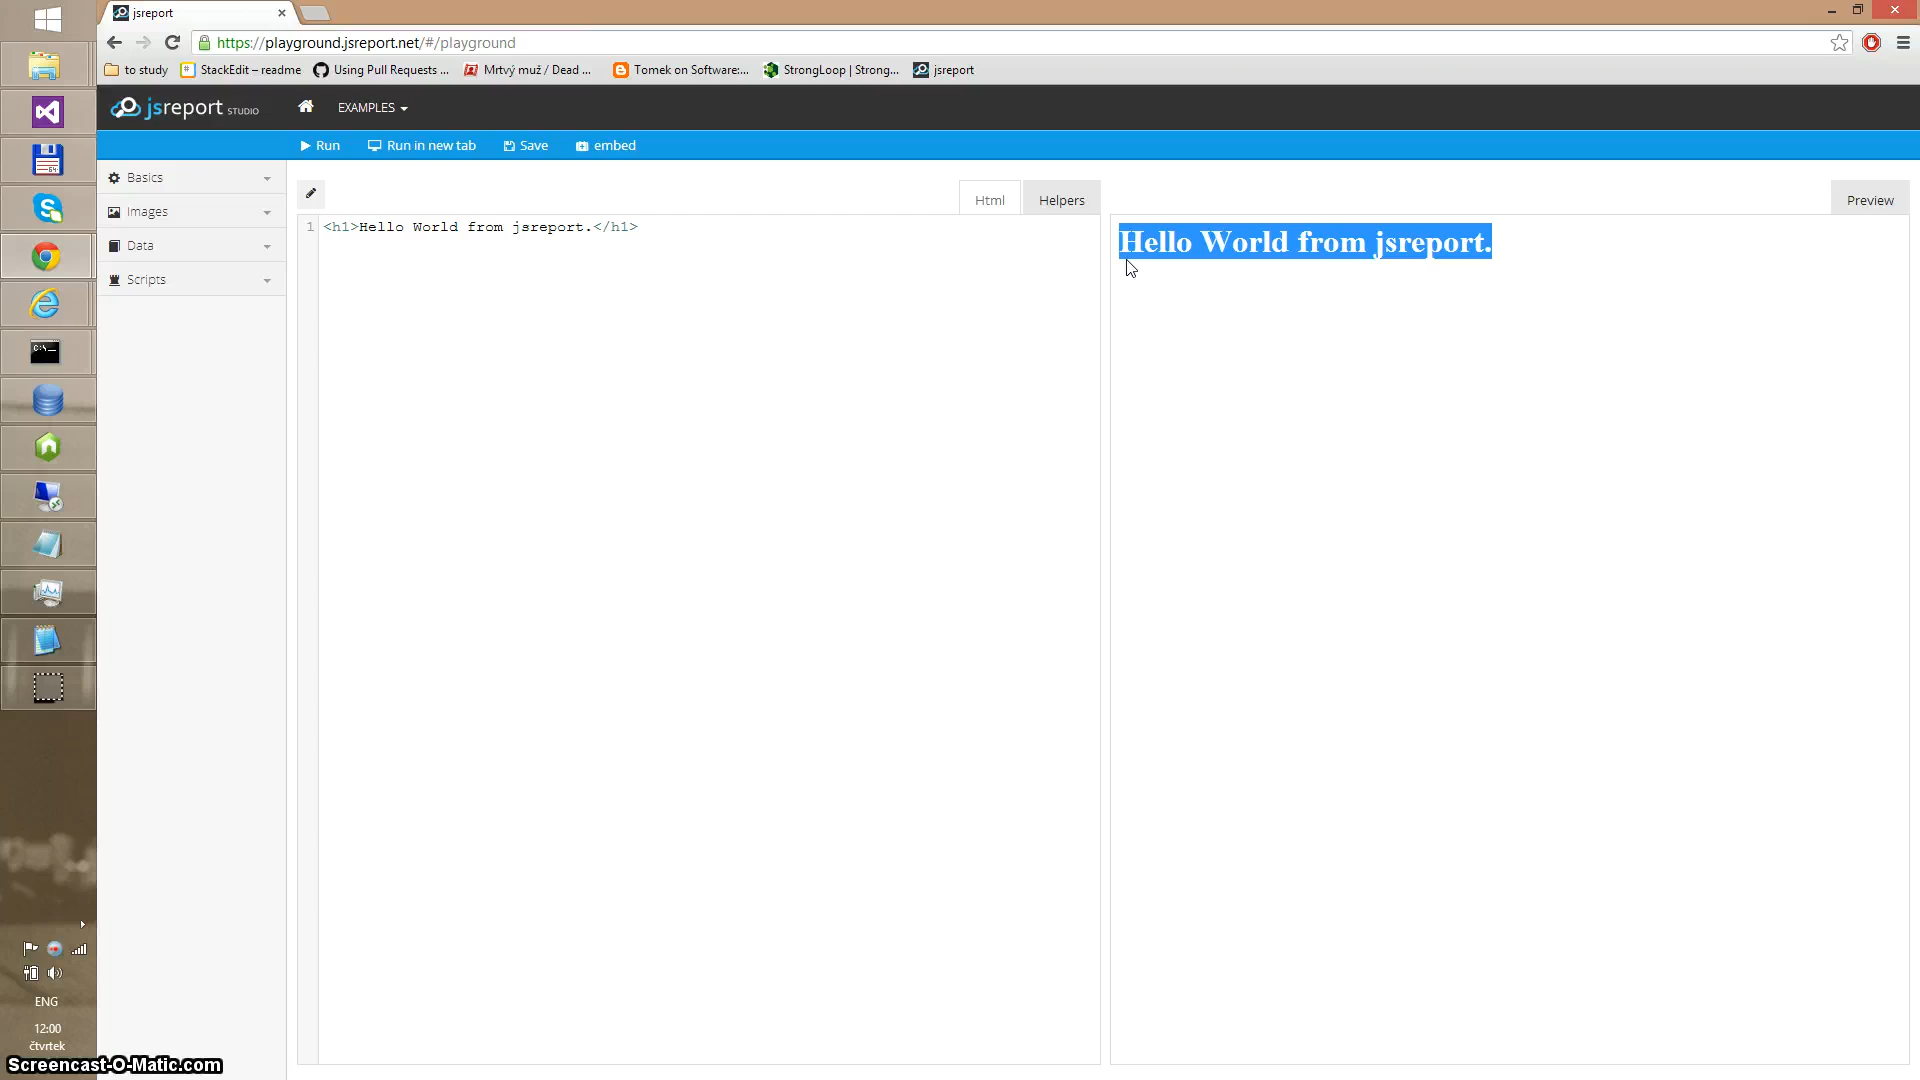 jsreport
https://playground.jsreport.net/#/playground
to study
StackEdit – readme
Using Pull Requests ...
Mrtvý muž / Dead ...
Tomek on Software:...
StrongLoop | Strong...
jsreport
jsreport STUDIO
EXAMPLES
Run
Run in new tab
Save
embed
Basics
Images
Data
Scripts
Html
Helpers
Preview
1 <h1>Hello World from jsreport.</h1>
Hello World from jsreport.
C:\
64
ENG
12:00
čtvrtek
Screencast-O-Matic.com